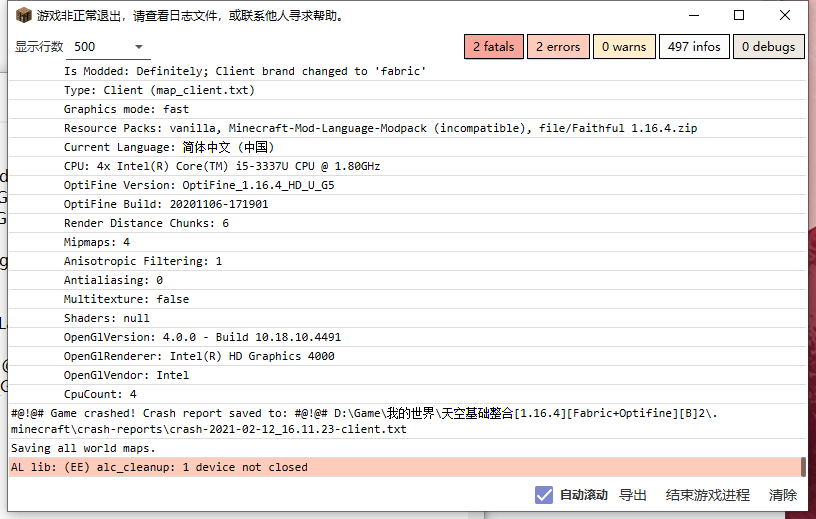 游戏非正常退出，请查看日志文件，或联系他人寻求帮助。
显示行数 500 2 fatals 2 errors 0 warns 497 infos 0 debugs
Is Modded: Definitely; Client brand changed to 'fabric'
Type: Client (map_client.txt)
Graphics mode: fast
Resource Packs: vanilla, Minecraft-Mod-Language-Modpack (incompatible), file/Faithful 1.16.4.zip
Current Language: 简体中文 (中国)
CPU: 4x Intel(R) Core(TM) i5-3337U CPU @ 1.80GHz
OptiFine Version: OptiFine_1.16.4_HD_U_G5
OptiFine Build: 20201106-171901
Render Distance Chunks: 6
Mipmaps: 4
Anisotropic Filtering: 1
Antialiasing: 0
Multitexture: false
Shaders: null
OpenGlVersion: 4.0.0 - Build 10.18.10.4491
OpenGlRenderer: Intel(R) HD Graphics 4000
OpenGlVendor: Intel
CpuCount: 4
#@!@# Game crashed! Crash report saved to: #@!@# D:\Game\我的世界\天空基础整合[1.16.4][Fabric+Optifine][B]2\.
minecraft\crash-reports\crash-2021-02-12_16.11.23-client.txt
Saving all world maps.
AL lib: (EE) alc_cleanup: 1 device not closed
自动滚动 导出 结束游戏进程 清除